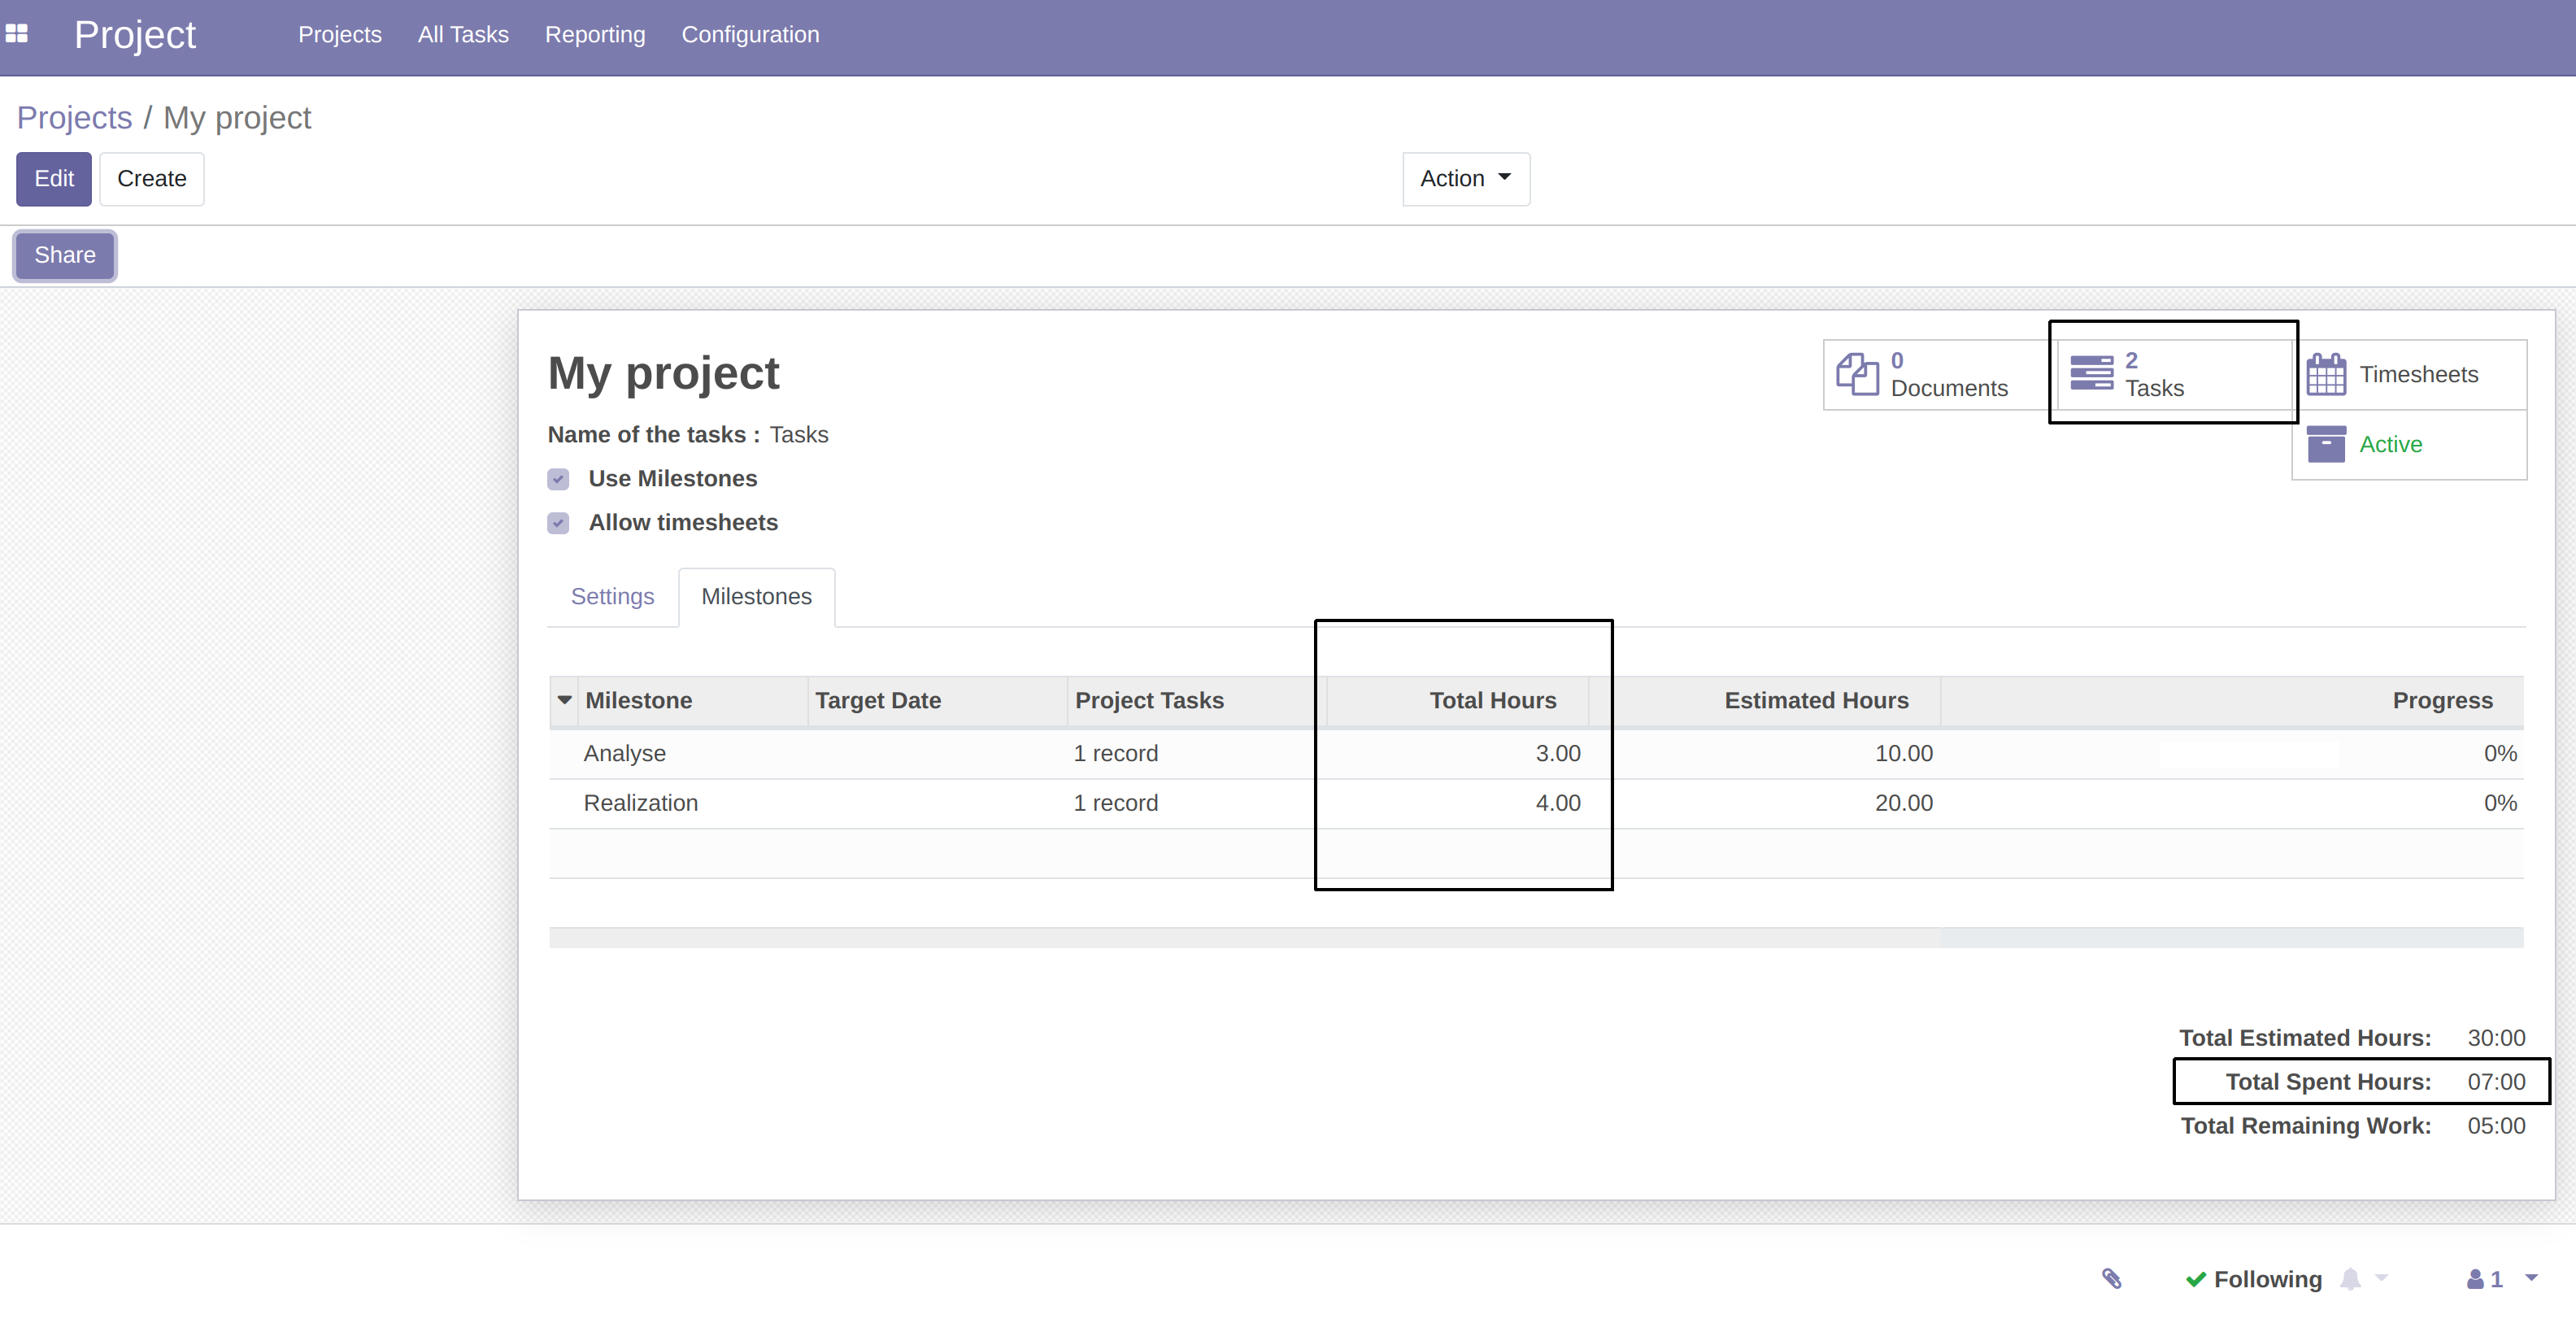 Project Projects All Tasks Reporting Configuration
Projects / My project
Edit Create Action
Share
My project
0 Documents
2 Tasks
Timesheets
Active
Name of the tasks : Tasks
Use Milestones
Allow timesheets
Settings Milestones
Milestone Target Date Project Tasks Total Hours Estimated Hours Progress
Analyse 1 record 3.00 10.00 0%
Realization 1 record 4.00 20.00 0%
Total Estimated Hours: 30:00
Total Spent Hours: 07:00
Total Remaining Work: 05:00
Following 1